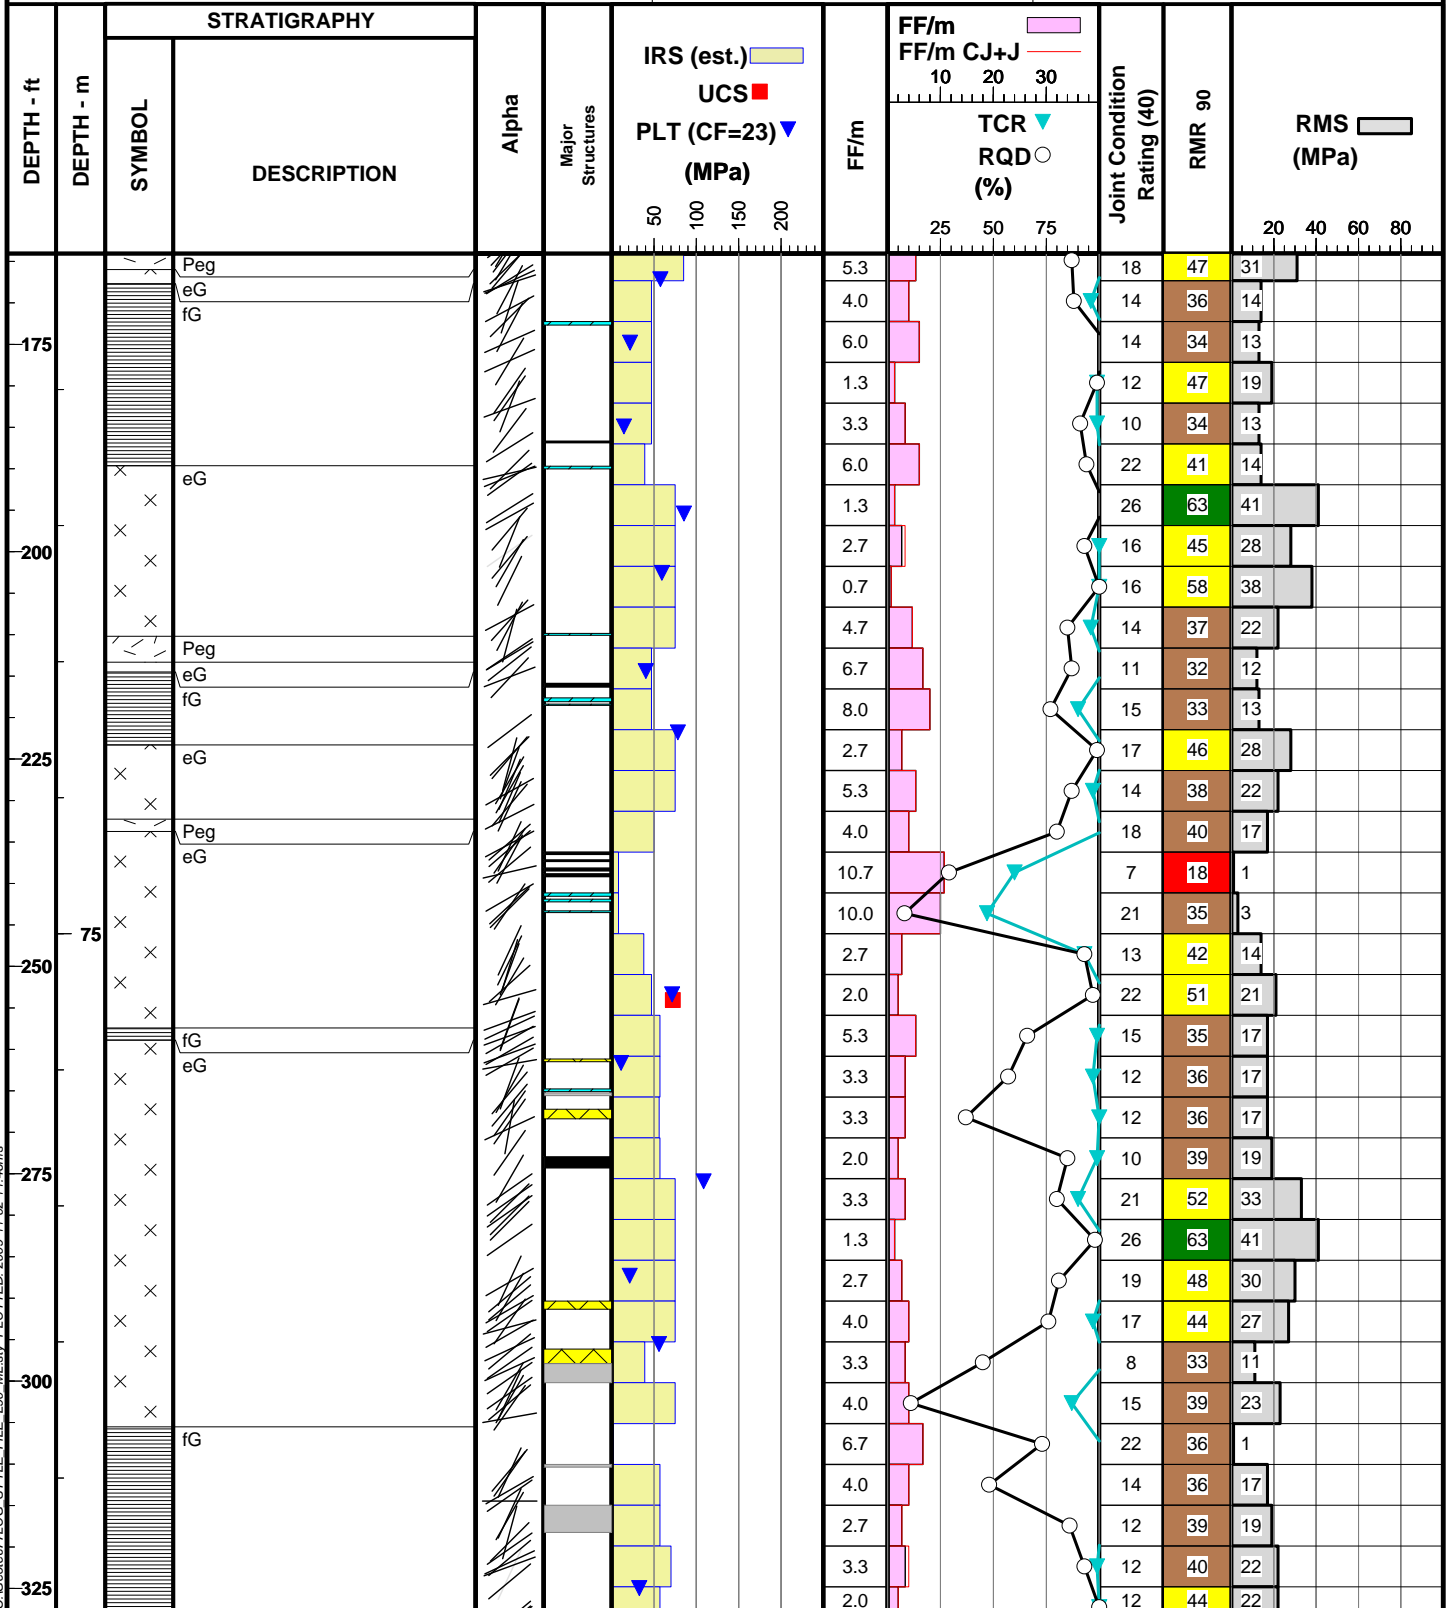 STRATIGRAPHY
DEPTH - ft
DEPTH - m
SYMBOL
DESCRIPTION
Alpha
Major
Structures
IRS (est.)
UCS
PLT (CF=23)
(MPa)
50 100 150 200
FF/m
FF/m
FF/m CJ+J
10 20 30
TCR
RQD
(%)
25 50 75
Joint Condition
Rating (40)
RMR 90
RMS
(MPa)
20 40 60 80
Peg 5.3 18 47 31
eG
fG 4.0 14 36 14
175 6.0 14 34 13
1.3 12 47 19
3.3 10 34 13
eG 6.0 22 41 14
1.3 26 63 41
200 2.7 16 45 28
0.7 16 58 38
Peg 4.7 14 37 22
eG 6.7 11 32 12
fG 8.0 15 33 13
225 eG 2.7 17 46 28
5.3 14 38 22
Peg 4.0 18 40 17
eG 10.7 7 18 1
75 10.0 21 35 3
250 2.7 13 42 14
2.0 22 51 21
fG 5.3 15 35 17
eG 3.3 12 36 17
3.3 12 36 17
275 2.0 10 39 19
3.3 21 52 33
1.3 26 63 41
2.7 19 48 30
4.0 17 44 27
3.3 8 33 11
300 4.0 15 39 23
fG 6.7 22 36 1
4.0 14 36 17
2.7 12 39 19
3.3 12 40 22
325 2.0 12 44 22